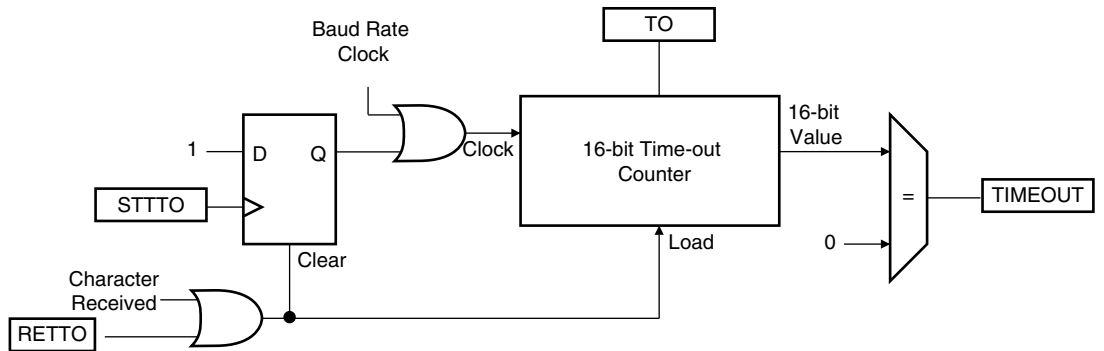 TO
Baud Rate
Clock
16-bit
Value
1
D
Q
Clock
16-bit Time-out
Counter
STTTO
=
TIMEOUT
Clear
Load
0
Character
Received
RETTO